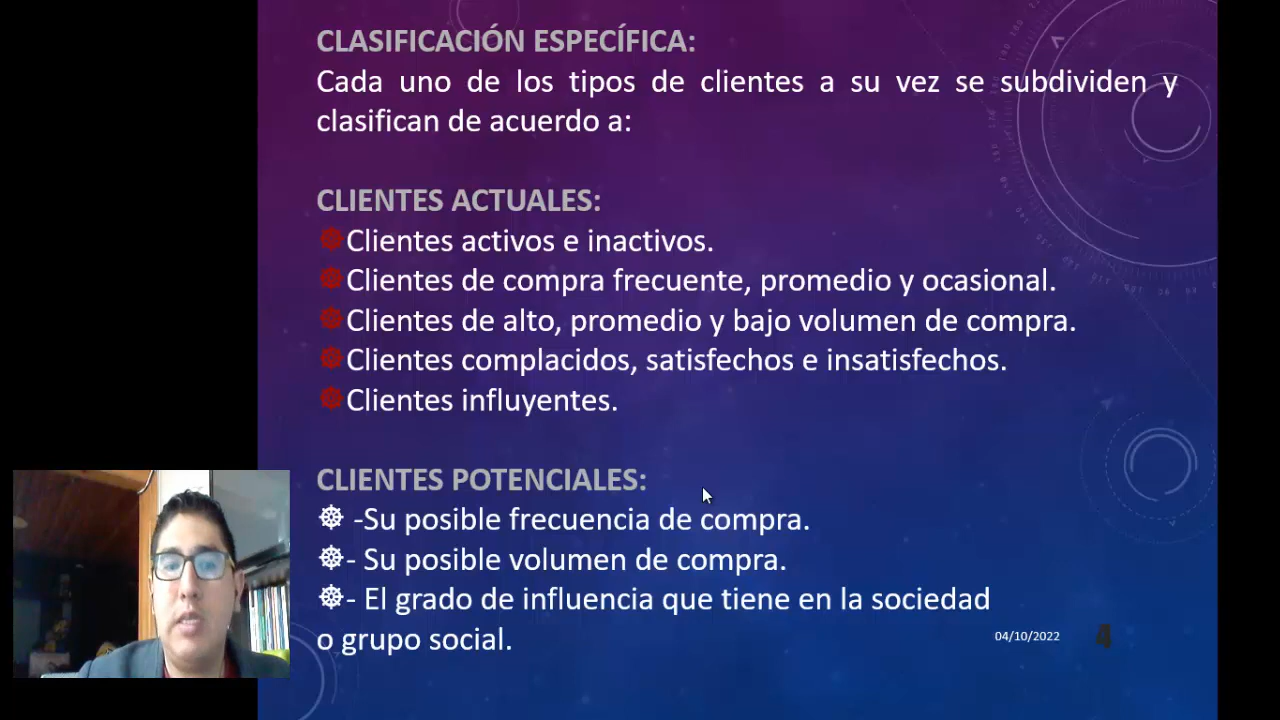 CLASIFICACIÓN ESPECÍFICA:
Cada uno de los tipos de clientes a su vez se subdividen y
clasifican de acuerdo a:
CLIENTES ACTUALES:
Clientes activos e inactivos.
Clientes de compra frecuente, promedio y ocasional.
Clientes de alto, promedio y bajo volumen de compra.
Clientes complacidos, satisfechos e insatisfechos.
Clientes influyentes.
CLIENTES POTENCIALES:
-Su posible frecuencia de compra.
- Su posible volumen de compra.
- El grado de influencia que tiene en la sociedad
o grupo social.
04/10/2022
4